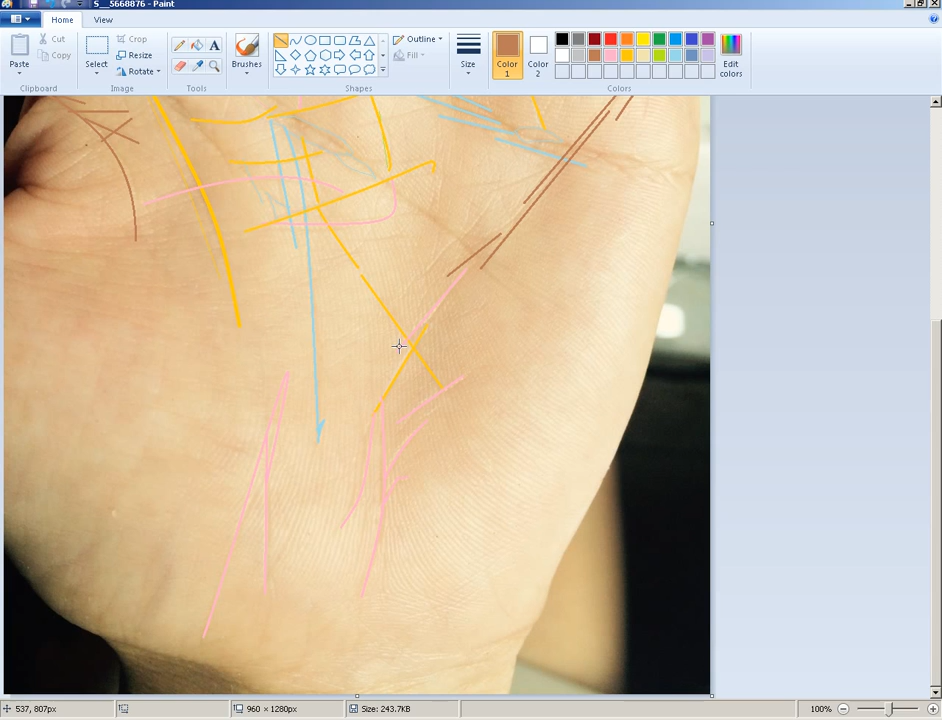 S__5668876 - Paint
Home View
Paste
Cut
Copy
Clipboard
Select
Crop
Resize
Rotate
Image
A
Tools
Brushes
Outline
Fill
Shapes
Size
Color 1
Color 2
Edit colors
Colors
537, 807px
960 × 1280px
Size: 243.7KB
100%